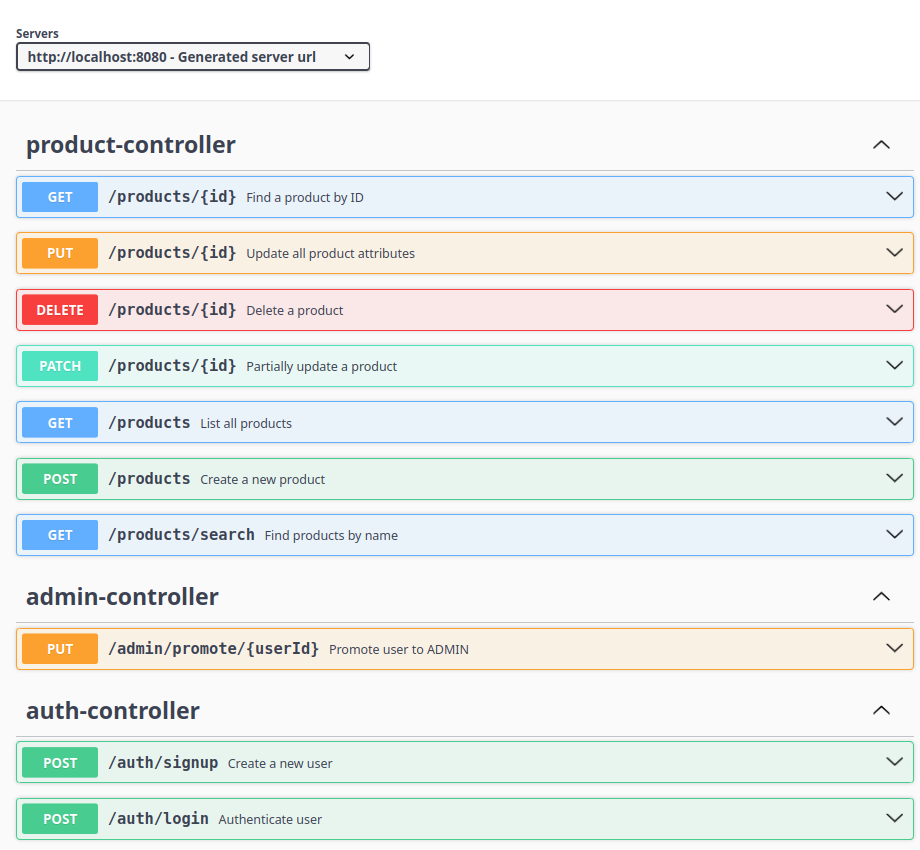 Servers
http://localhost:8080 - Generated server url
product-controller
GET /products/{id} Find a product by ID
PUT /products/{id} Update all product attributes
DELETE /products/{id} Delete a product
PATCH /products/{id} Partially update a product
GET /products List all products
POST /products Create a new product
GET /products/search Find products by name
admin-controller
PUT /admin/promote/{userId} Promote user to ADMIN
auth-controller
POST /auth/signup Create a new user
POST /auth/login Authenticate user